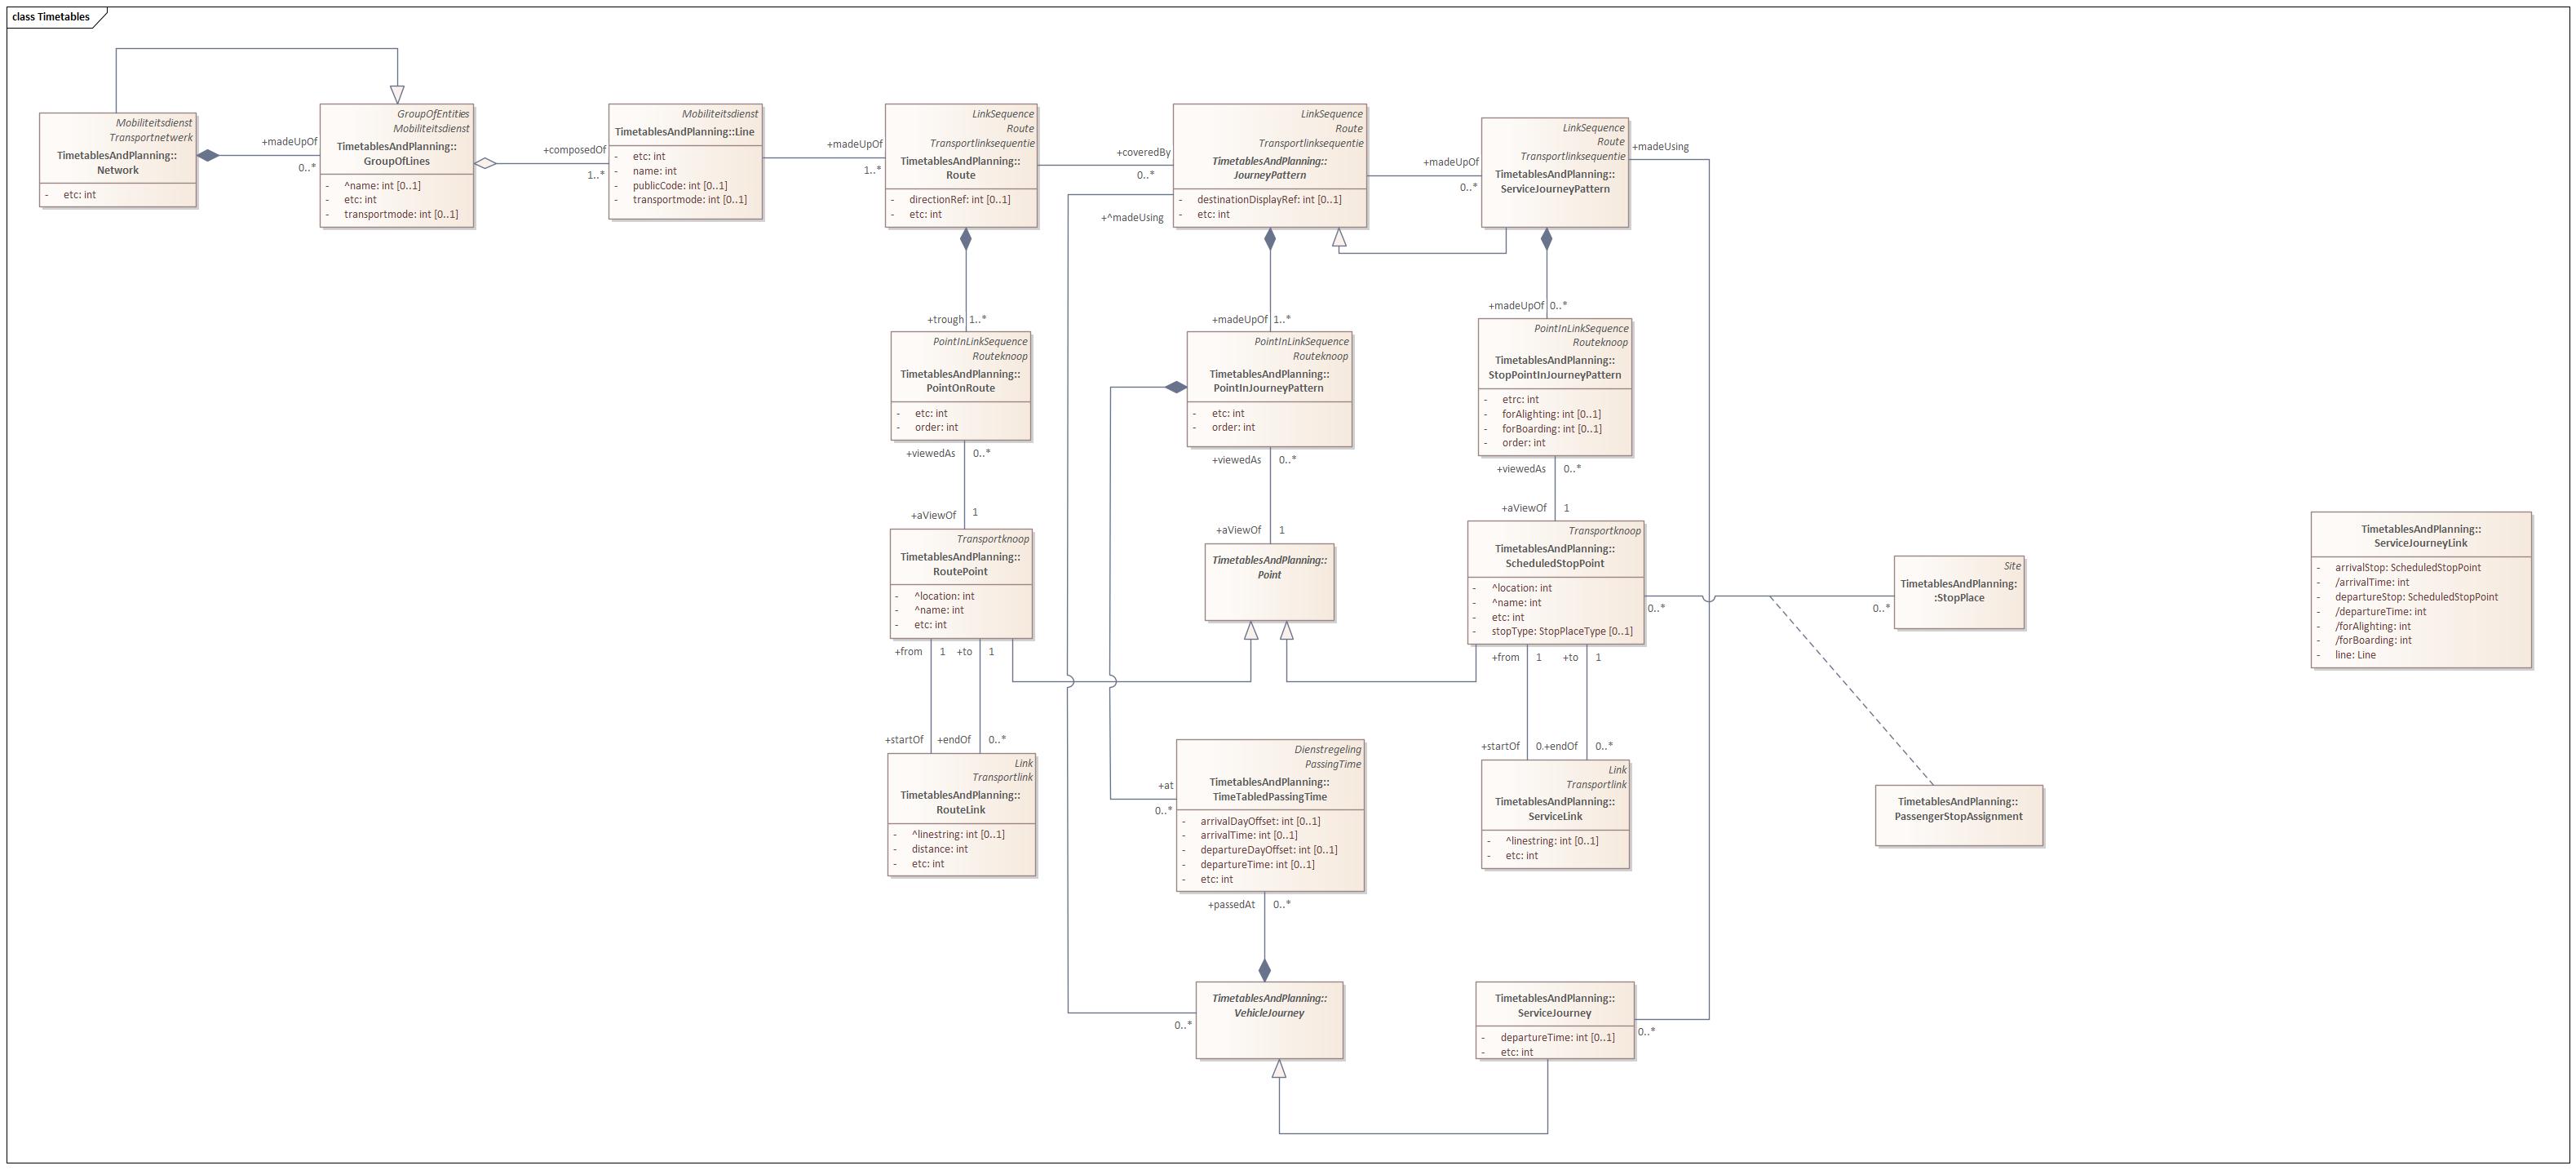 class Timetables
Mobiliteitsdienst
Transportnetwerk
TimetablesAndPlanning::
Network
- etc: int
+madeUpOf
0..*
GroupOfEntities
Mobiliteitsdienst
TimetablesAndPlanning::
GroupOfLines
- ^name: int [0..1]
- etc: int
- transportmode: int [0..1]
+composedOf
1..*
Mobiliteitsdienst
TimetablesAndPlanning::Line
- etc: int
- name: int
- publicCode: int [0..1]
- transportmode: int [0..1]
+madeUpOf
1..*
LinkSequence
Route
Transportlinksequentie
TimetablesAndPlanning::
Route
- directionRef: int [0..1]
- etc: int
+coveredBy
0..*
+^madeUsing
LinkSequence
Route
Transportlinksequentie
TimetablesAndPlanning::
JourneyPattern
- destinationDisplayRef: int [0..1]
- etc: int
+madeUpOf
0..*
LinkSequence
Route
Transportlinksequentie
TimetablesAndPlanning::
ServiceJourneyPattern
+madeUsing
+trough 1..*
PointInLinkSequence
Routeknoop
TimetablesAndPlanning::
PointOnRoute
- etc: int
- order: int
+viewedAs 0..*
+aViewOf 1
+madeUpOf 1..*
PointInLinkSequence
Routeknoop
TimetablesAndPlanning::
PointInJourneyPattern
- etc: int
- order: int
+viewedAs 0..*
+aViewOf 1
+madeUpOf 0..*
PointInLinkSequence
Routeknoop
TimetablesAndPlanning::
StopPointInJourneyPattern
- etrc: int
- forAlighting: int [0..1]
- forBoarding: int [0..1]
- order: int
+viewedAs 0..*
+aViewOf 1
Transportknoop
TimetablesAndPlanning::
RoutePoint
- ^location: int
- ^name: int
- etc: int
+from 1 +to 1
TimetablesAndPlanning::
Point
Transportknoop
TimetablesAndPlanning::
ScheduledStopPoint
- ^location: int
- ^name: int
- etc: int
- stopType: StopPlaceType [0..1]
+from 1 +to 1
0..*
0..*
Site
TimetablesAndPlanning:
:StopPlace
TimetablesAndPlanning::
ServiceJourneyLink
- arrivalStop: ScheduledStopPoint
- /arrivalTime: int
- departureStop: ScheduledStopPoint
- /departureTime: int
- /forAlighting: int
- /forBoarding: int
- line: Line
+startOf +endOf 0..*
Link
Transportlink
TimetablesAndPlanning::
RouteLink
- ^linestring: int [0..1]
- distance: int
- etc: int
+at
0..*
Dienstregeling
PassingTime
TimetablesAndPlanning::
TimeTabledPassingTime
- arrivalDayOffset: int [0..1]
- arrivalTime: int [0..1]
- departureDayOffset: int [0..1]
- departureTime: int [0..1]
- etc: int
+passedAt 0..*
+startOf 0.+endOf 0..*
Link
Transportlink
TimetablesAndPlanning::
ServiceLink
- ^linestring: int [0..1]
- etc: int
TimetablesAndPlanning::
PassengerStopAssignment
TimetablesAndPlanning::
VehicleJourney
0..*
TimetablesAndPlanning::
ServiceJourney
- departureTime: int [0..1]
- etc: int
0..*